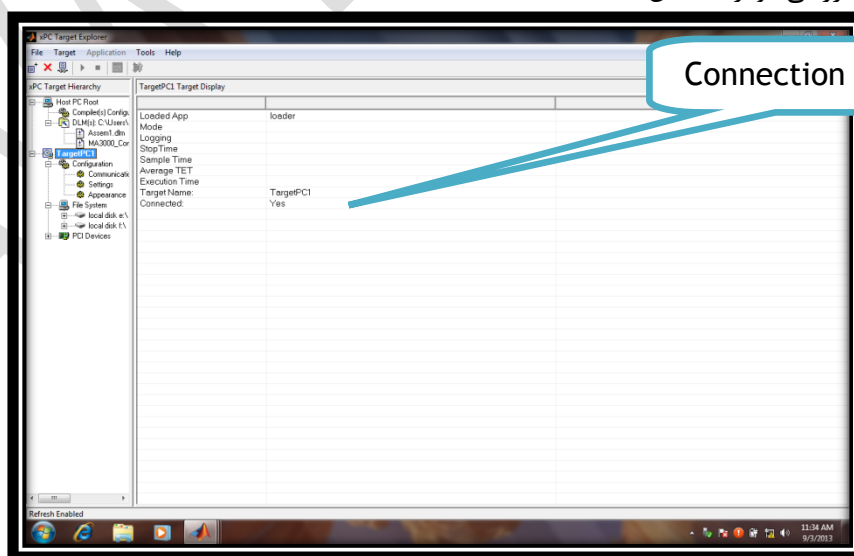 xPC Target Explorer
File Target Application Tools Help
Connection
xPC Target Hierarchy
TargetPC1 Target Display
Host PC Root
Compiler(s) Configu
DLM(s): C:\Users\
Assem1.dlm
MA3000_Cor
TargetPC1
Configuration
Communicati
Settings
Appearance
File System
local disk e:\
local disk f:\
PCI Devices
Loaded App loader
Mode
Logging
StopTime
Sample Time
Average TET
Execution Time
Target Name: TargetPC1
Connected: Yes
Refresh Enabled
11:34 AM
9/3/2013